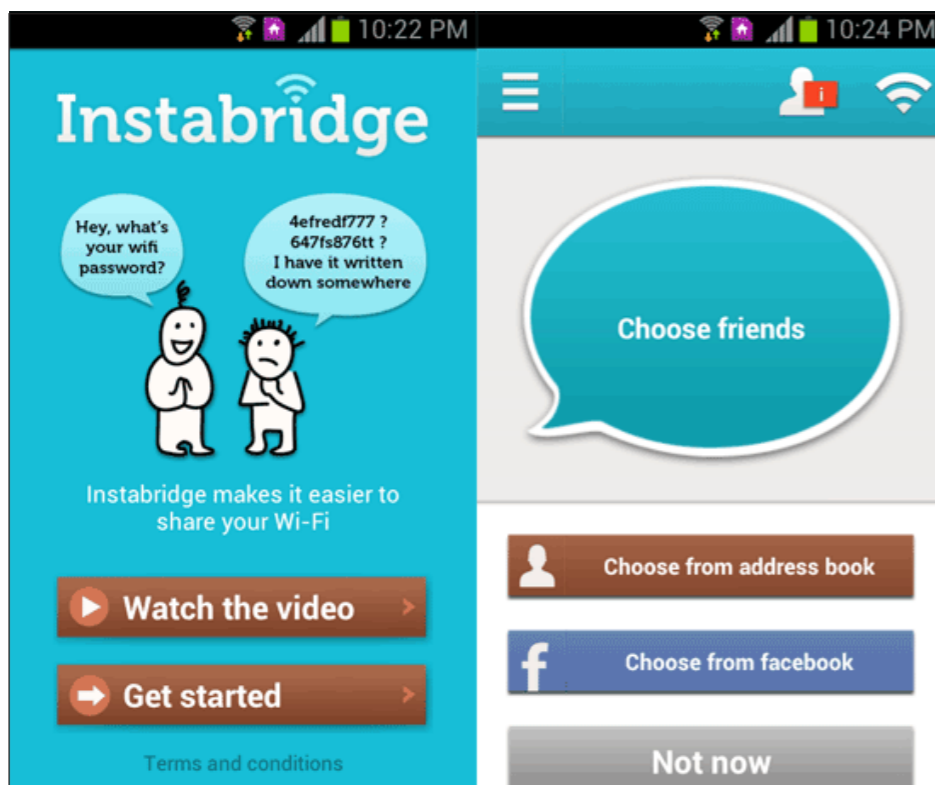 10:22 PM
Instabridge
Hey, what's
your wifi
password?
4efredf777 ?
647fs876tt ?
I have it written
down somewhere
Instabridge makes it easier to
share your Wi-Fi
Watch the video
Get started
Terms and conditions
10:24 PM
i
Choose friends
Choose from address book
f
Choose from facebook
Not now